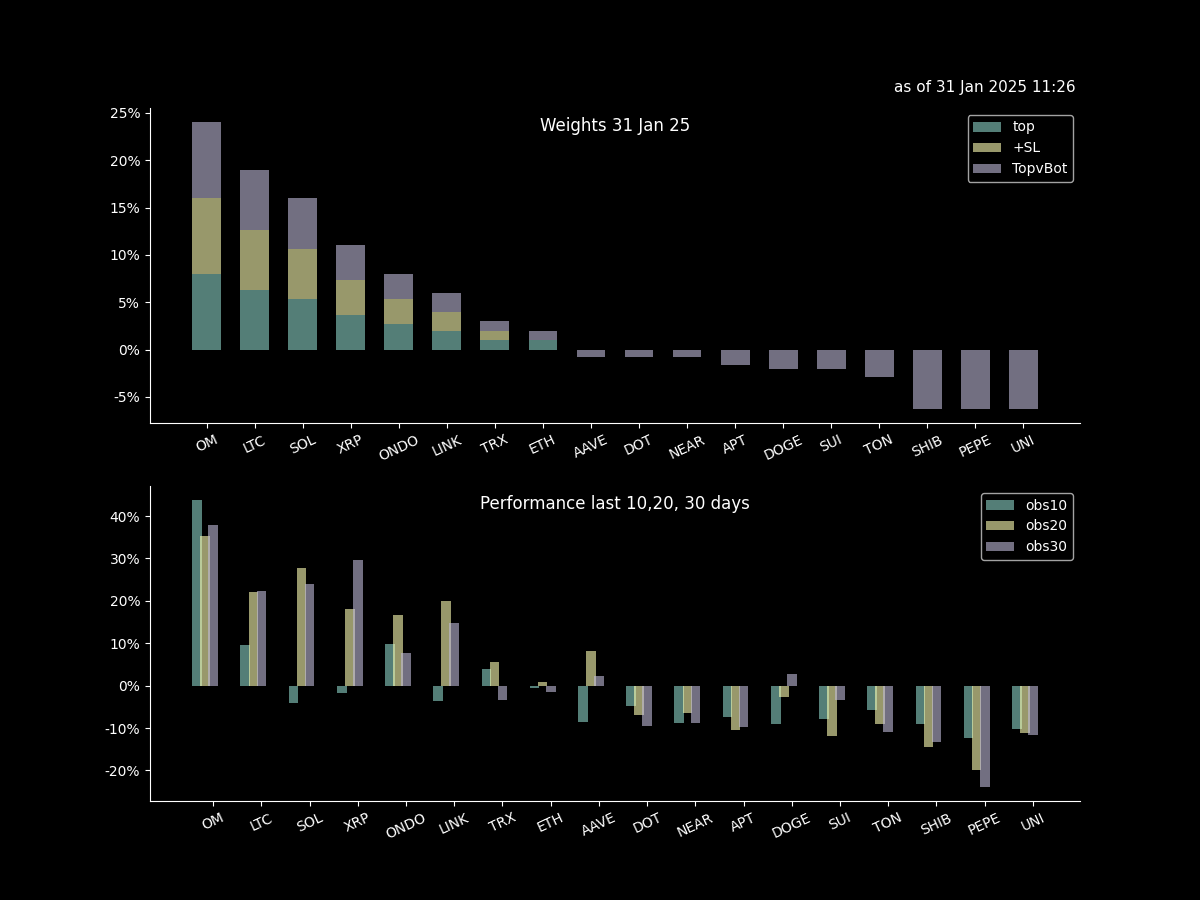 as of 31 Jan 2025 11:26
Weights 31 Jan 25
top
+SL
TopvBot
25%
20%
15%
10%
5%
0%
-5%
OM LTC SOL XRP ONDO LINK TRX ETH AAVE DOT NEAR APT DOGE SUI TON SHIB PEPE UNI
Performance last 10,20, 30 days
obs10
obs20
obs30
40%
30%
20%
10%
0%
-10%
-20%
OM LTC SOL XRP ONDO LINK TRX ETH AAVE DOT NEAR APT DOGE SUI TON SHIB PEPE UNI